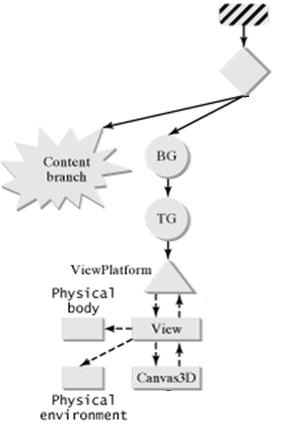 Content
branch
BG
TG
ViewPlatform
Physical
body
View
Canvas3D
Physical
environment